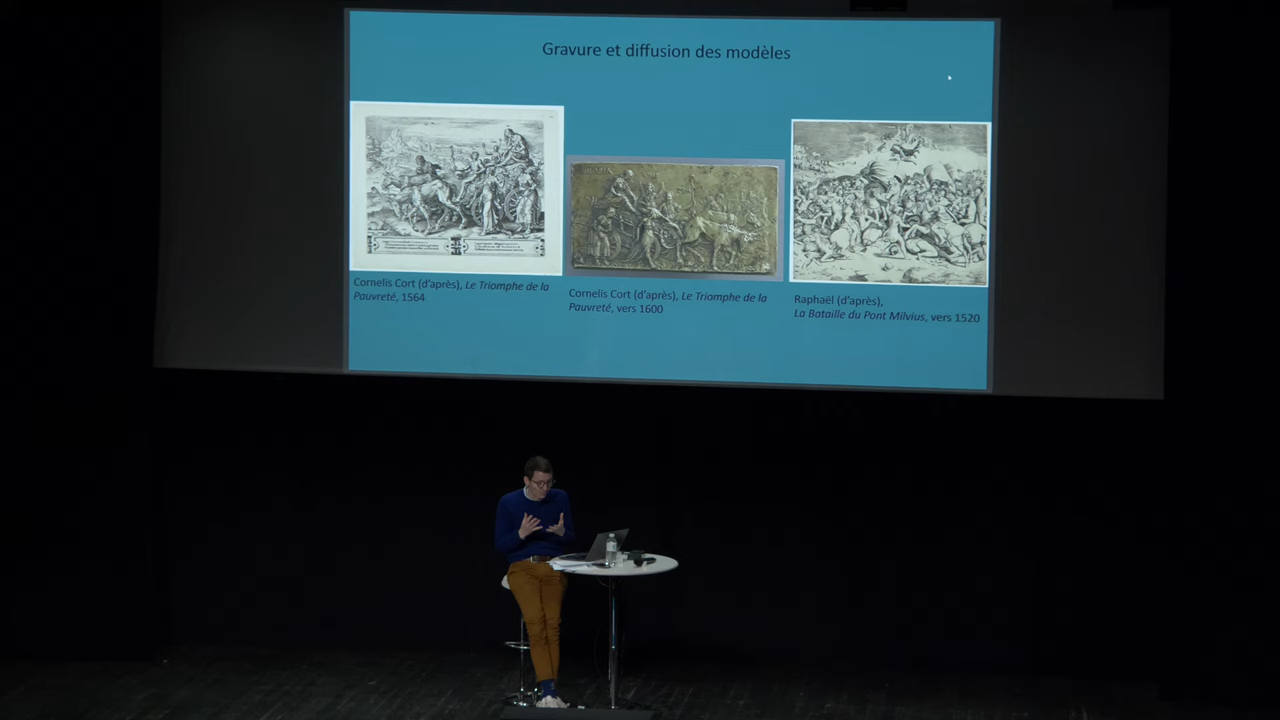 Gravure et diffusion des modèles
Cornelis Cort (d'après), Le Triomphe de la
Pauvreté, 1564
Cornelis Cort (d'après), Le Triomphe de la
Pauvreté, vers 1600
Raphaël (d'après),
La Bataille du Pont Milvius, vers 1520